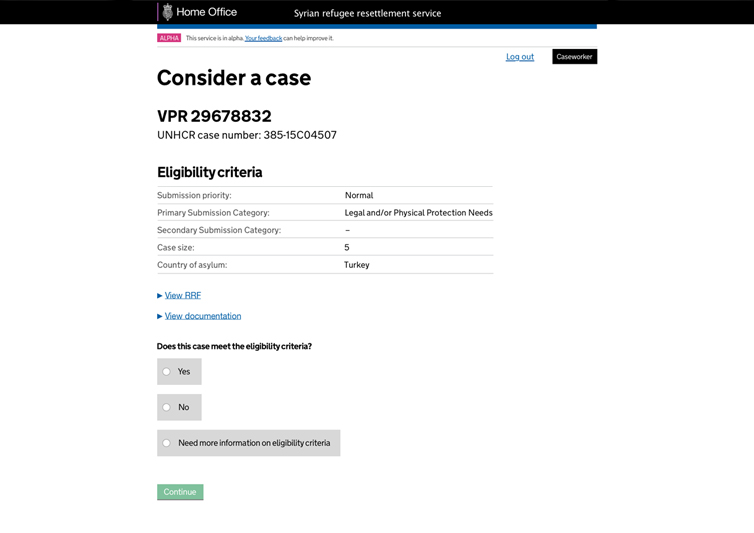 Home Office Syrian refugee resettlement service
ALPHA This service is in alpha. Your feedback can help improve it.
Log out Caseworker
Consider a case
VPR 29678832
UNHCR case number: 385-15C04507
Eligibility criteria
Submission priority: Normal
Primary Submission Category: Legal and/or Physical Protection Needs
Secondary Submission Category: –
Case size: 5
Country of asylum: Turkey
View RRF
View documentation
Does this case meet the eligibility criteria?
Yes
No
Need more information on eligibility criteria
Continue